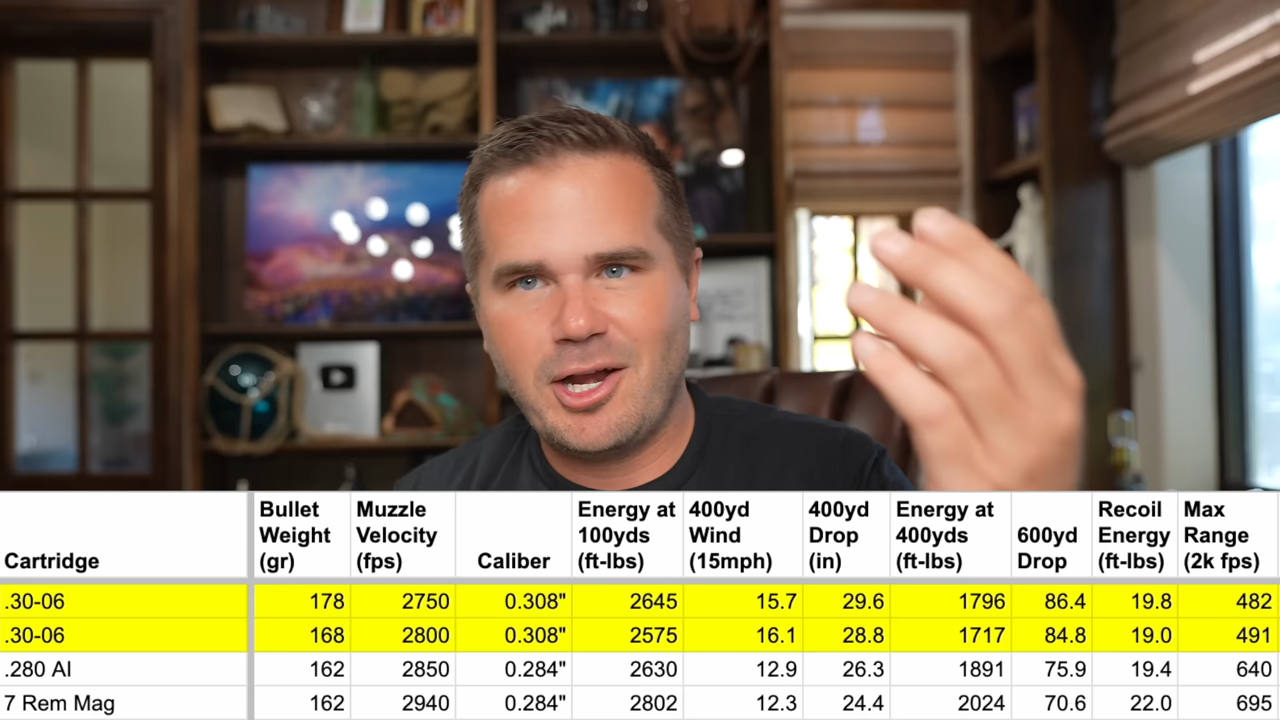 Cartridge Bullet Weight (gr) Muzzle Velocity (fps) Caliber Energy at 100yds (ft-lbs) 400yd Wind (15mph) 400yd Drop (in) Energy at 400yds (ft-lbs) 600yd Drop Recoil Energy (ft-lbs) Max Range (2k fps)
.30-06 178 2750 0.308" 2645 15.7 29.6 1796 86.4 19.8 482
.30-06 168 2800 0.308" 2575 16.1 28.8 1717 84.8 19.0 491
.280 AI 162 2850 0.284" 2630 12.9 26.3 1891 75.9 19.4 640
7 Rem Mag 162 2940 0.284" 2802 12.3 24.4 2024 70.6 22.0 695